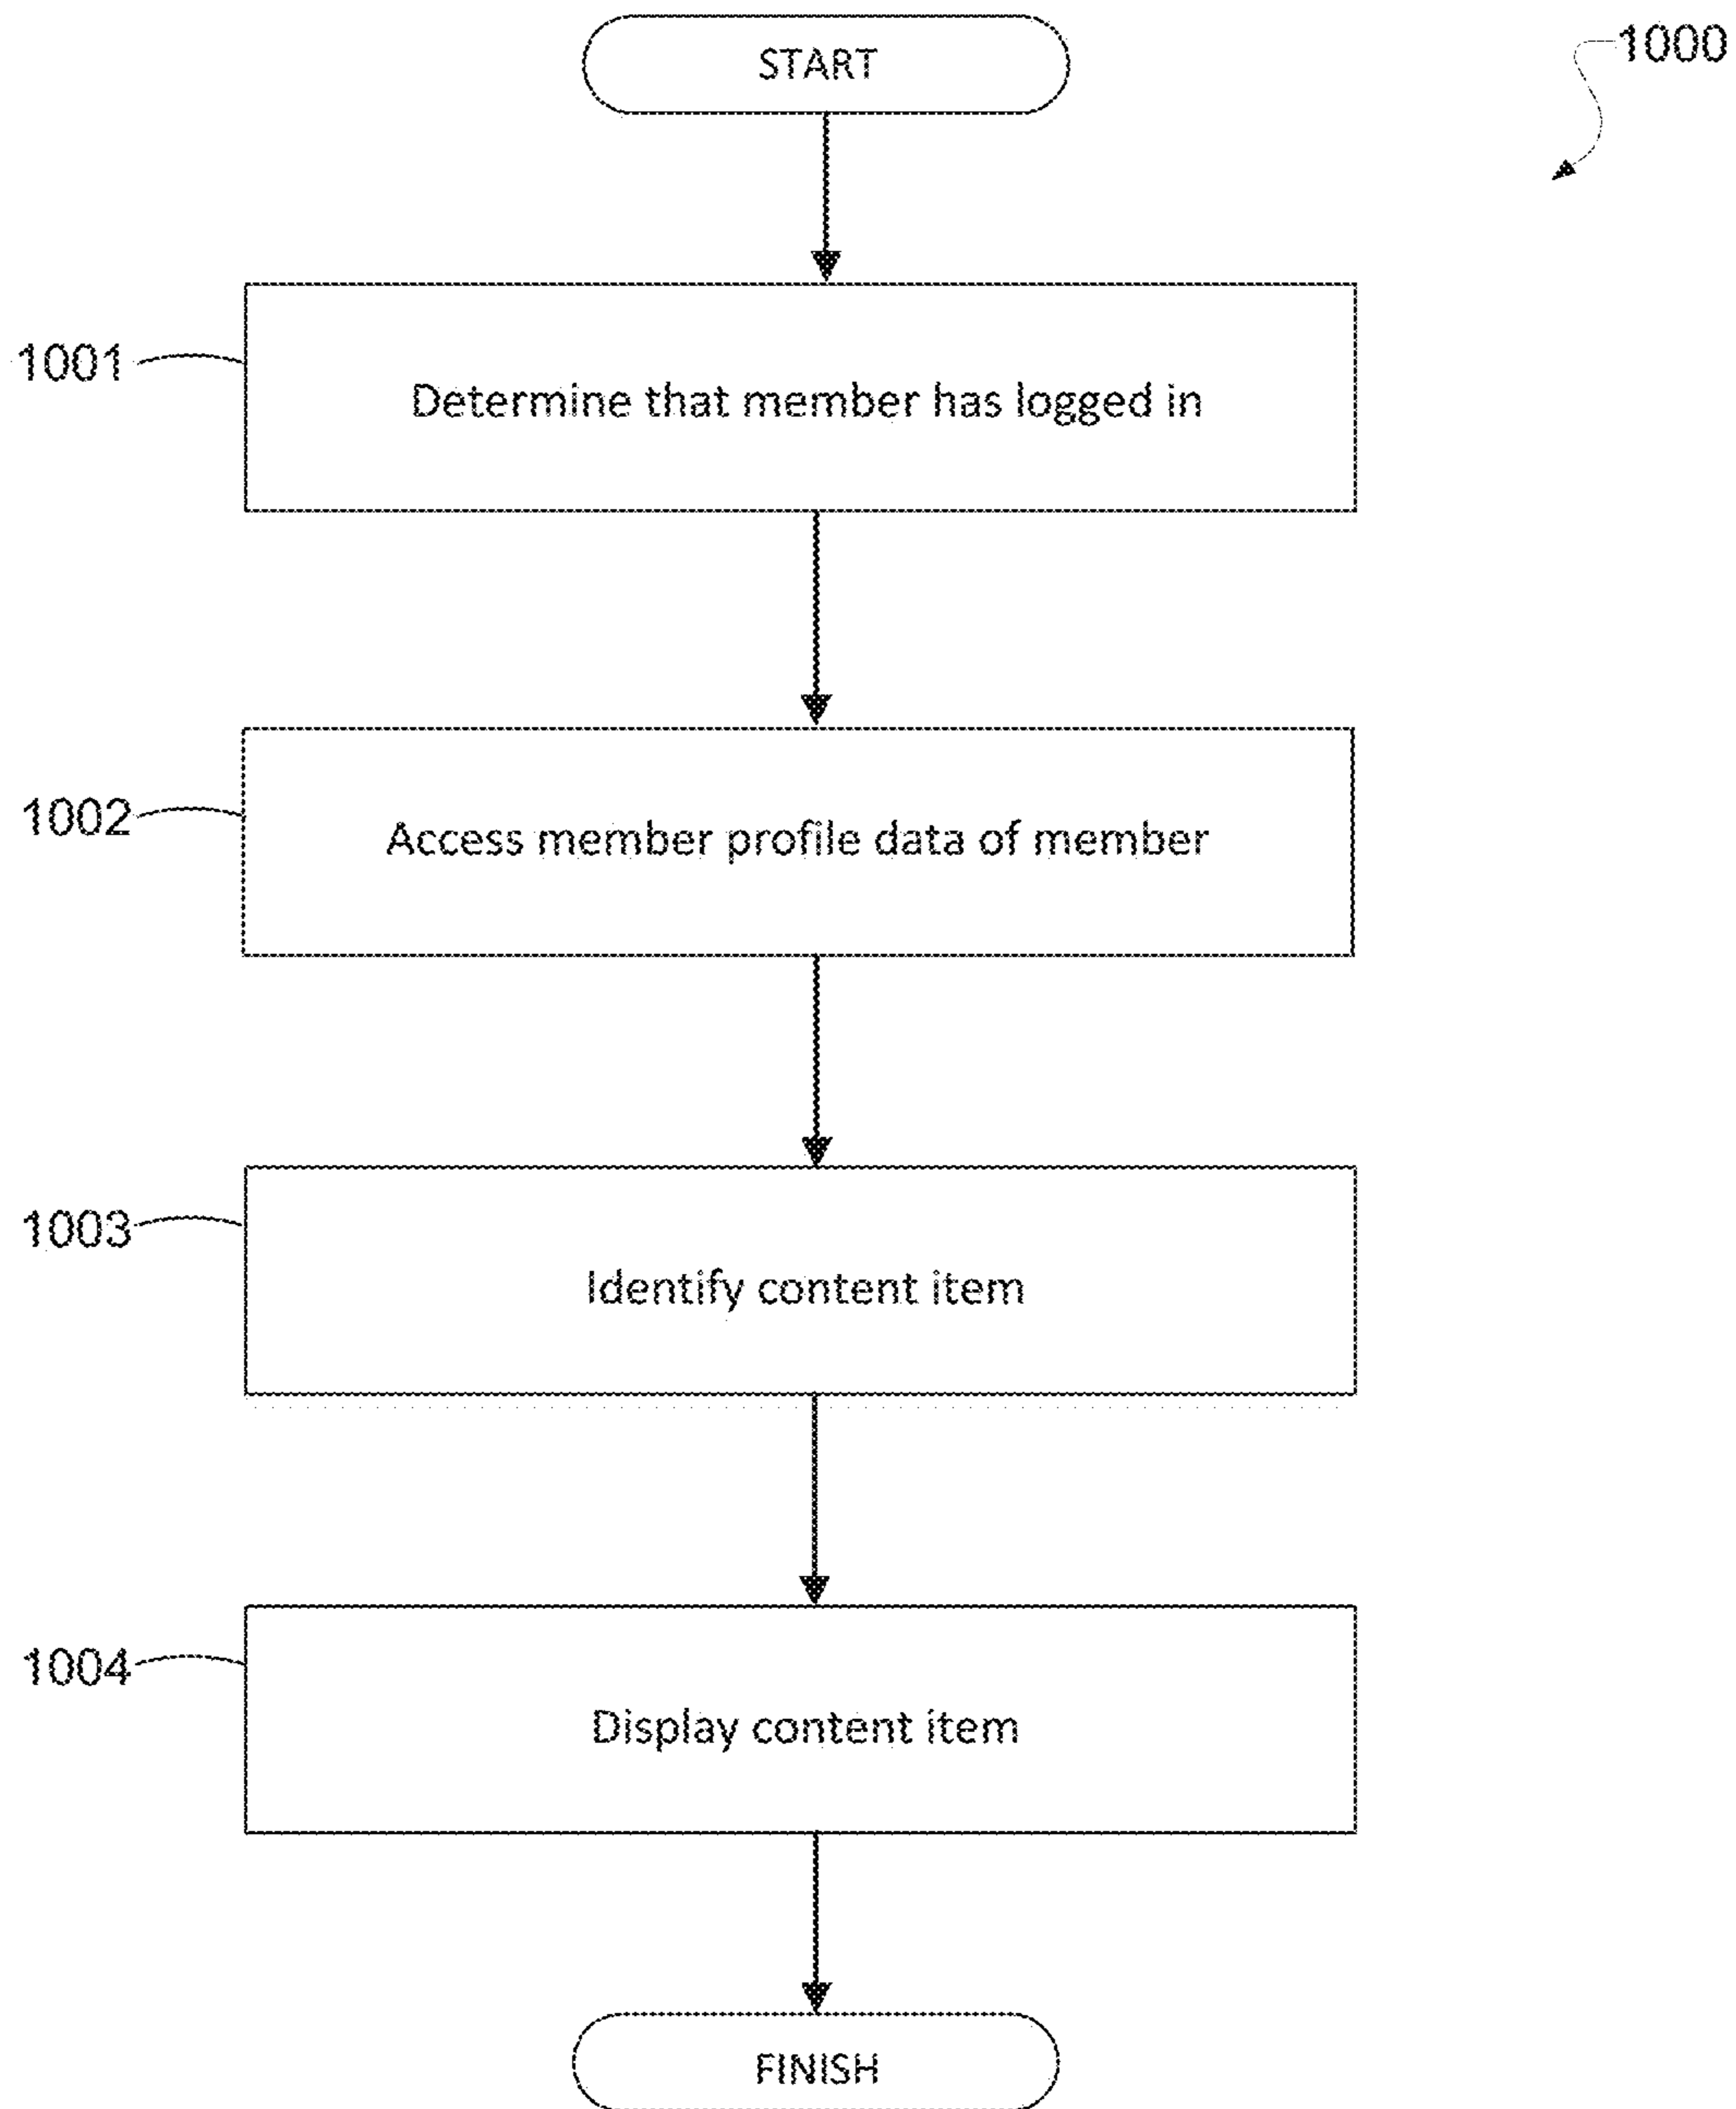 START
1000
1001
Determine that member has logged in
1002
Access member profile data of member
1003
Identify content item
1004
Display content item
FINISH